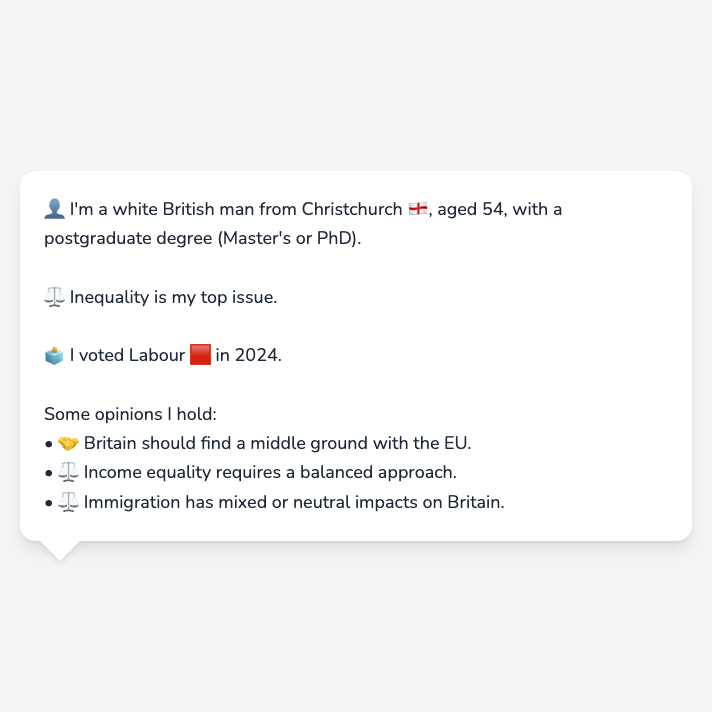 👤 I'm a white British man from Christchurch 🏴󠁧󠁢󠁥󠁮󠁧󠁿, aged 54, with a
postgraduate degree (Master's or PhD).
⚖️ Inequality is my top issue.
🗳️ I voted Labour 🟥 in 2024.
Some opinions I hold:
• 🤝 Britain should find a middle ground with the EU.
• ⚖️ Income equality requires a balanced approach.
• ⚖️ Immigration has mixed or neutral impacts on Britain.